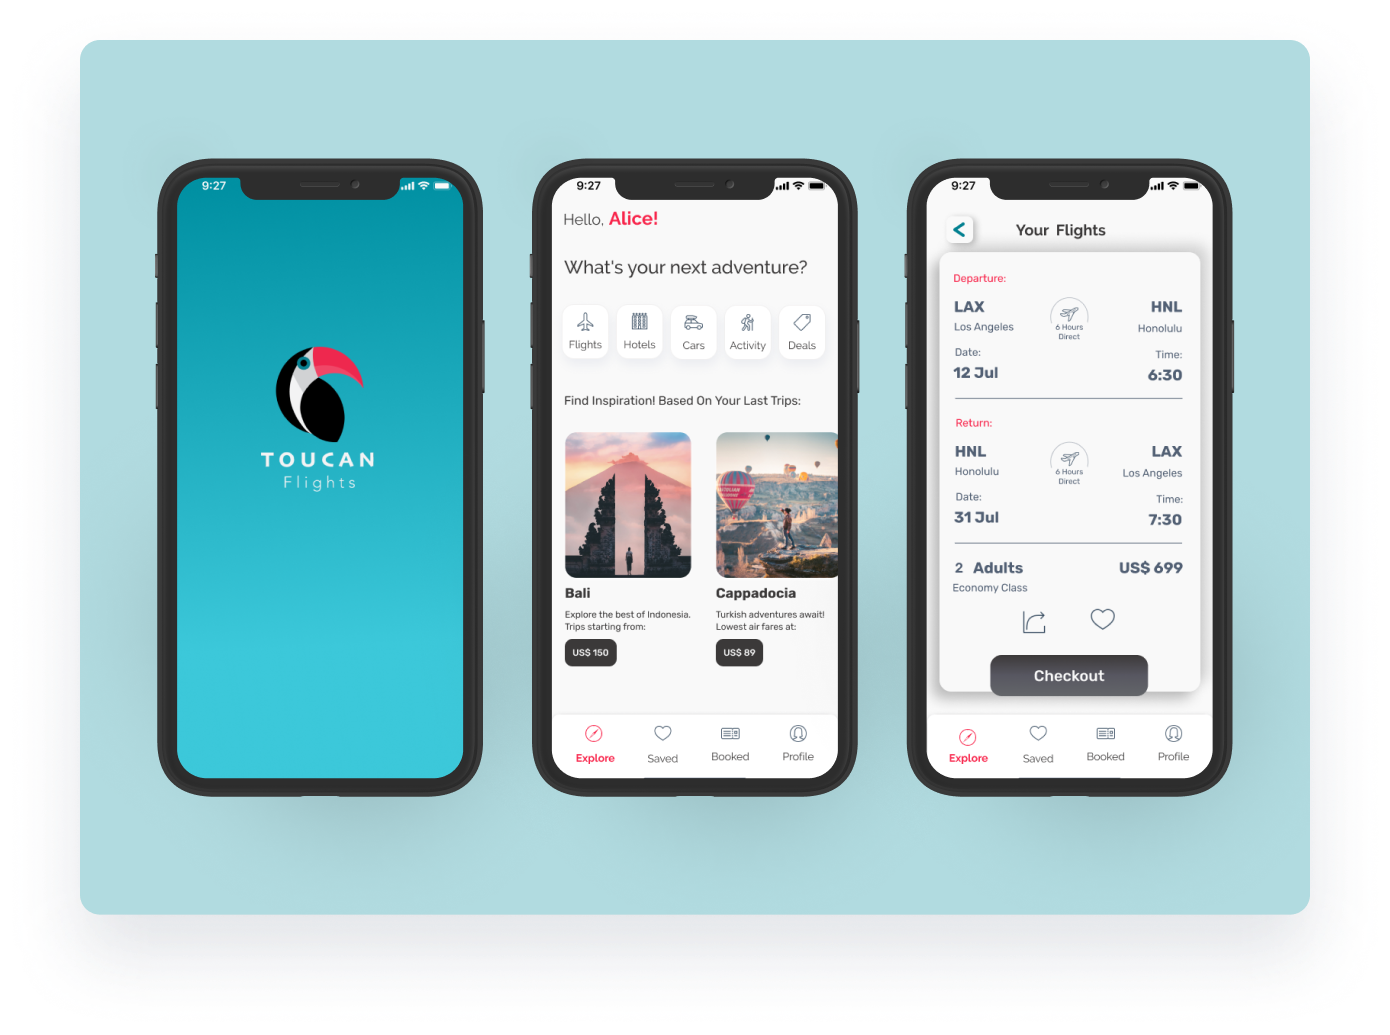 9:27
TOUCAN
Flights
9:27
Hello, Alice!
What's your next adventure?
Flights
Hotels
Cars
Activity
Deals
Find Inspiration! Based On Your Last Trips:
Bali
Explore the best of Indonesia.
Trips starting from:
US$ 150
Cappadocia
Turkish adventures await!
Lowest air fares at:
US$ 89
Explore
Saved
Booked
Profile
9:27
Your Flights
Departure:
LAX
HNL
Los Angeles
6 Hours
Direct
Honolulu
Date:
Time:
12 Jul
6:30
Return:
HNL
LAX
Honolulu
6 Hours
Direct
Los Angeles
Date:
Time:
31 Jul
7:30
2 Adults
US$ 699
Economy Class
Checkout
Explore
Saved
Booked
Profile